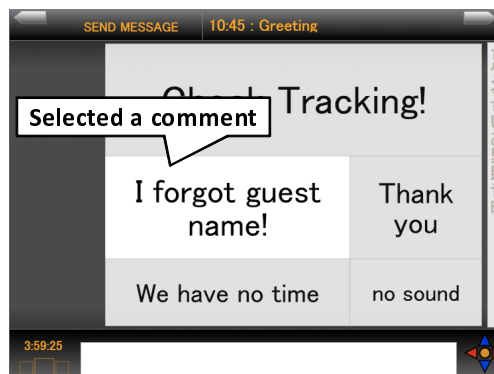 SEND MESSAGE
10:45 : Greeting
Tracking!
Selected a comment
I forgot guest
name!
Thank
you
We have no time
no sound
3:59:25